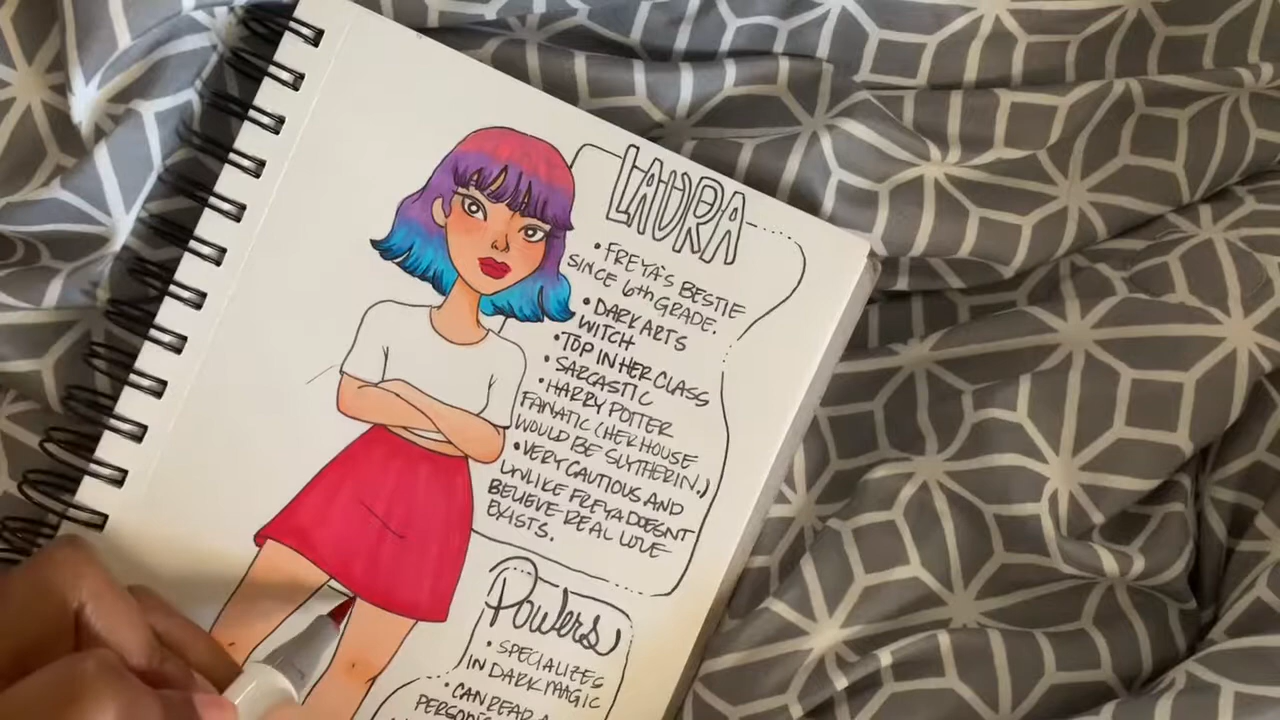 LAURA
• FREYA'S BESTIE
SINCE 6th GRADE.
• DARK ARTS
WITCH
• TOP IN HER CLASS
• SARCASTIC
• HARRY POTTER
FANATIC (HER HOUSE
WOULD BE SLYTHERIN.)
• VERY CAUTIOUS AND
UNLIKE FREYA DOESNT
BELIEVE REAL LOVE
EXISTS.
Powers
• SPECIALIZES
IN DARK MAGIC
• CAN READ A